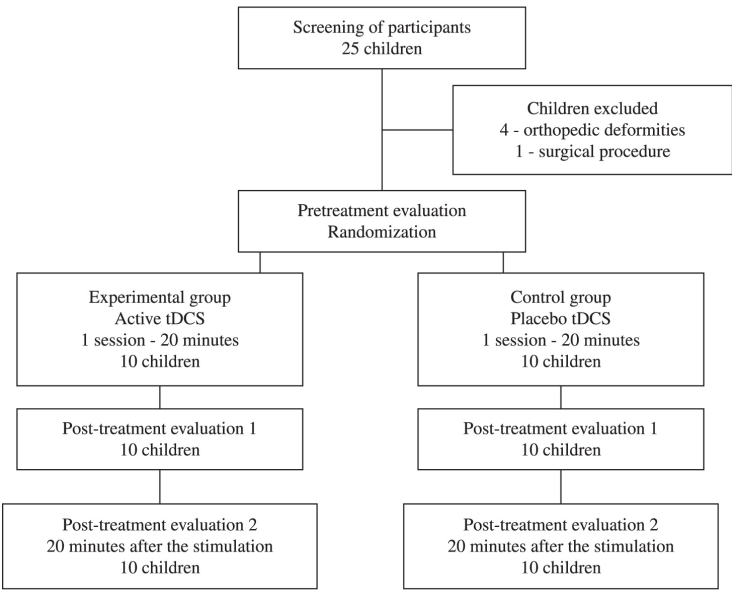 Screening of participants
25 children
Children excluded
4 - orthopedic deformities
1 - surgical procedure
Pretreatment evaluation
Randomization
Experimental group
Active tDCS
1 session - 20 minutes
10 children
Control group
Placebo tDCS
1 session - 20 minutes
10 children
Post-treatment evaluation 1
10 children
Post-treatment evaluation 1
10 children
Post-treatment evaluation 2
20 minutes after the stimulation
10 children
Post-treatment evaluation 2
20 minutes after the stimulation
10 children